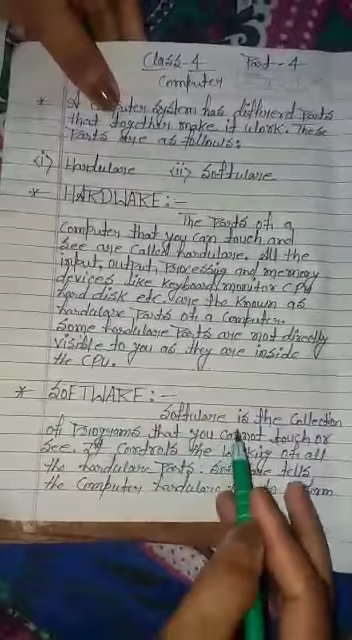 Class-4 Part-4
Computer
* A Computer System has differend Parts
that together make it work. These
Parts are as follows:
(i) Hardware (ii) Software
* HARDWARE:-
The Parts of a
Computer that you can touch and
See are Called hardware. All the
input, output, Processing and memory
devices like keyboard, monitor CPU
hard disk etc. are the known as
hardware Parts of a Computer.
Some hardware Parts are not directly
visible to you as they are inside
the CPU.
* SOFTWARE:-
Software is the Collection
of Programs that you cannot touch or
See. It Controls the working of all
the hardware Parts. Software tells
the Computer hardware